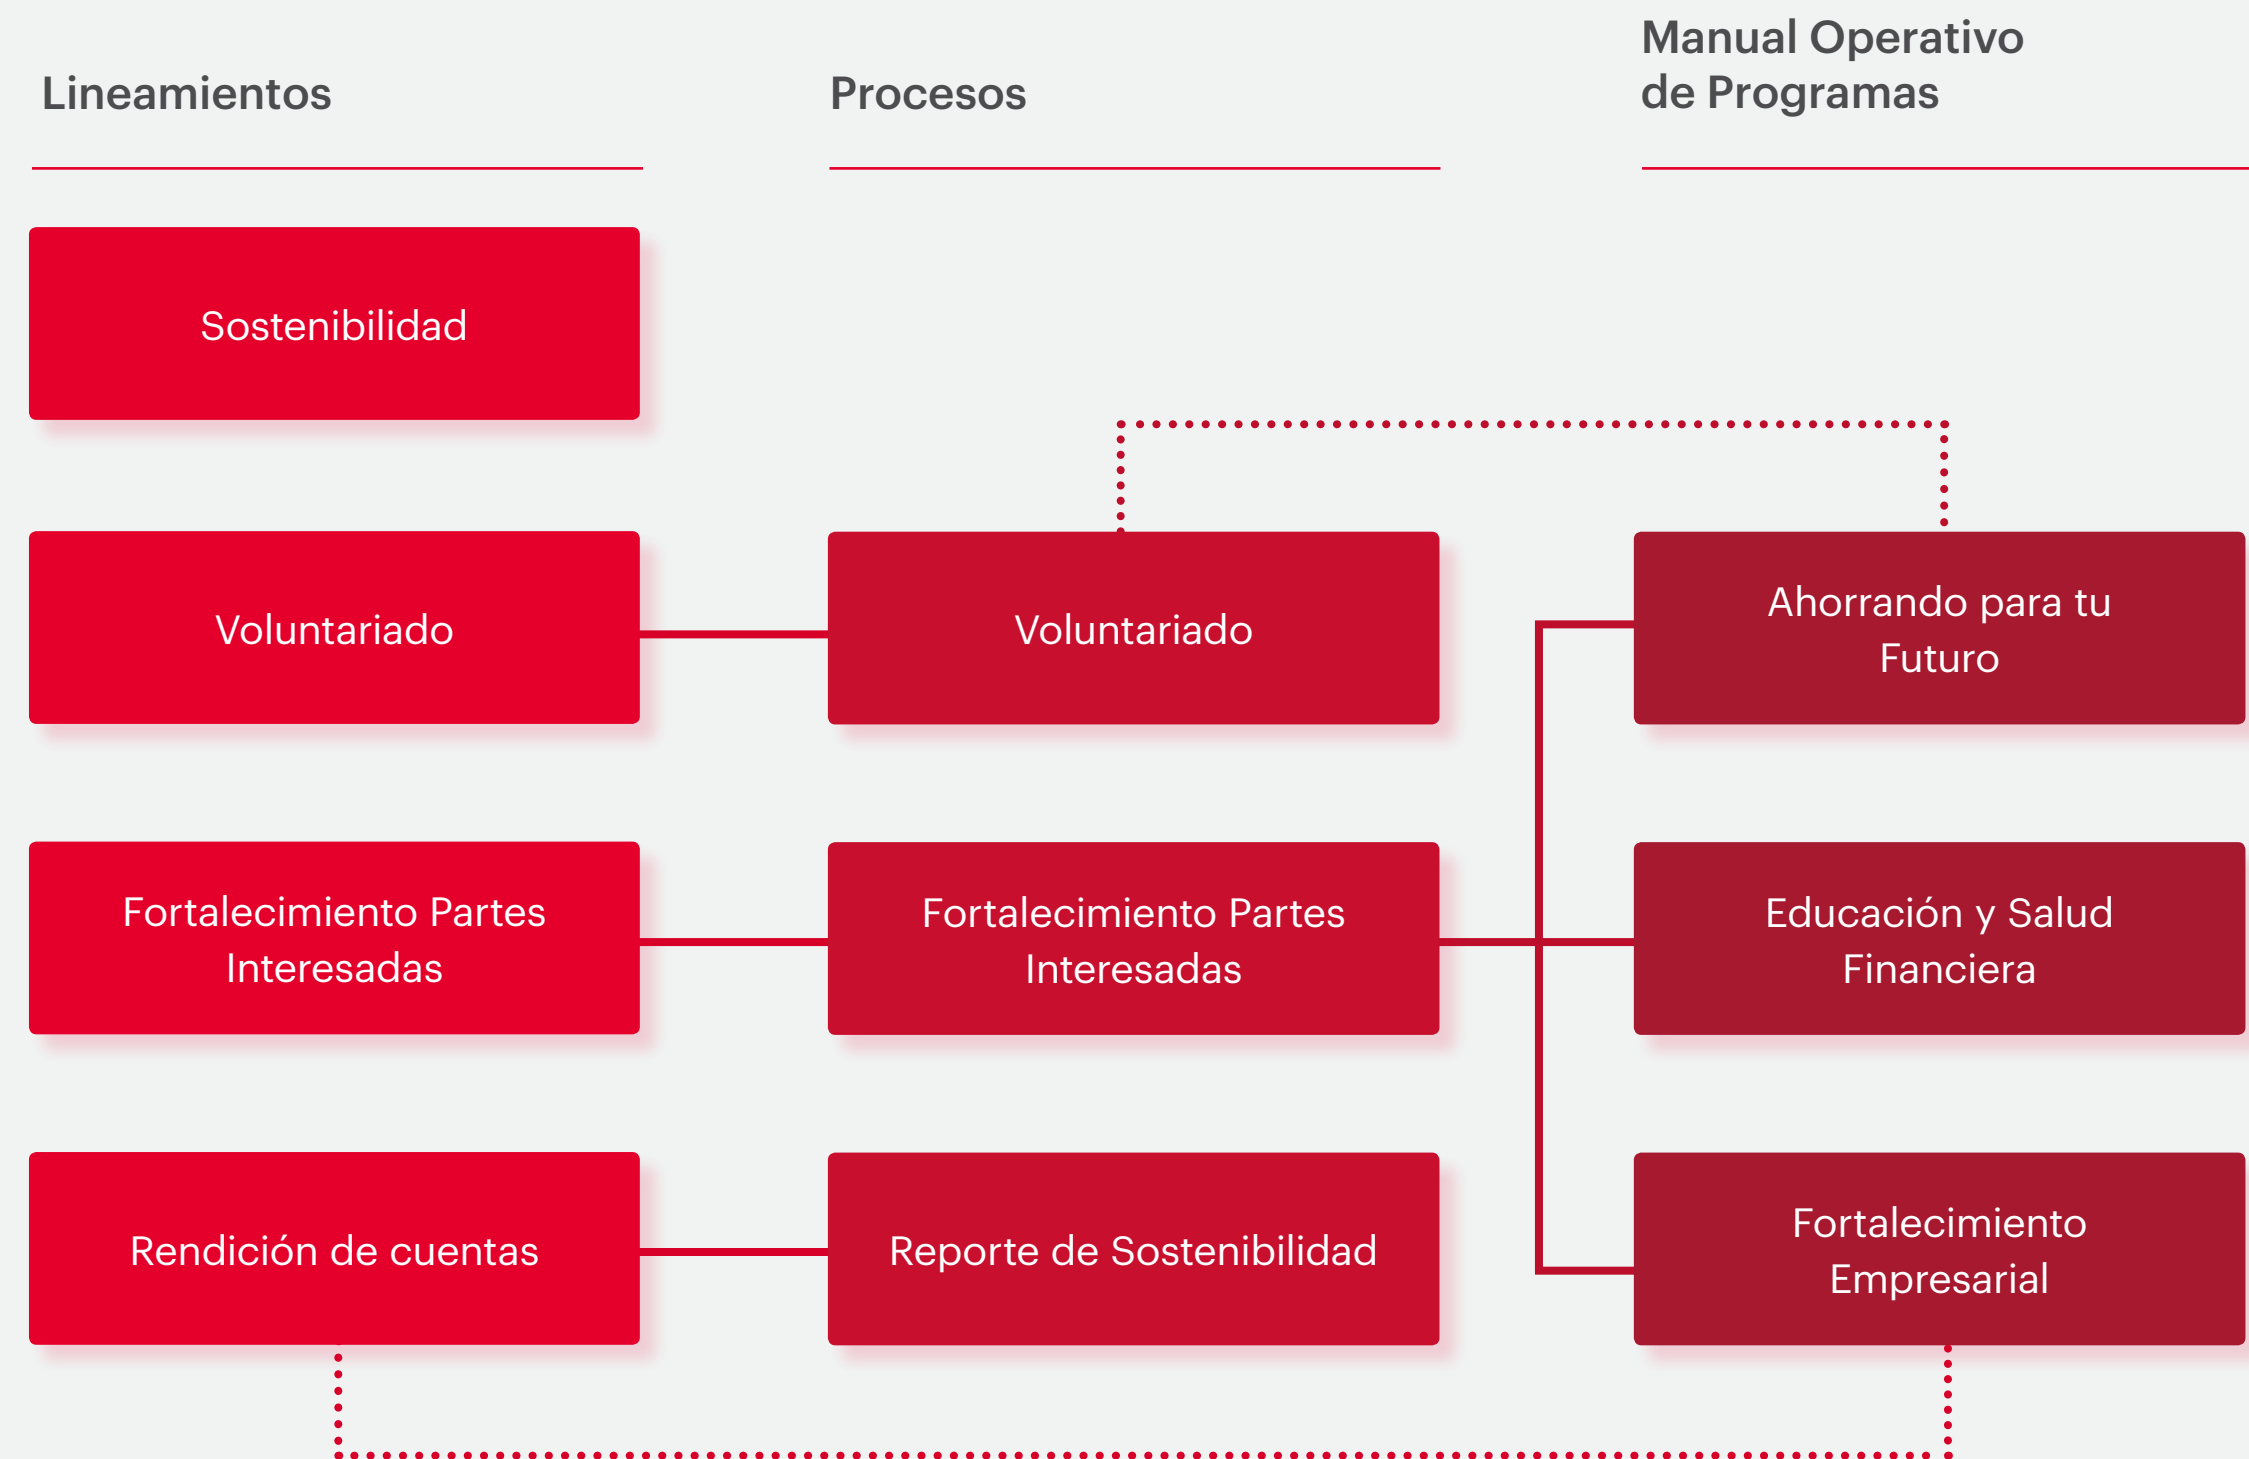 Lineamientos
Procesos
Manual Operativo
de Programas
Sostenibilidad
Voluntariado
Voluntariado
Ahorrando para tu
Futuro
Fortalecimiento Partes
Interesadas
Fortalecimiento Partes
Interesadas
Educación y Salud
Financiera
Rendición de cuentas
Reporte de Sostenibilidad
Fortalecimiento
Empresarial